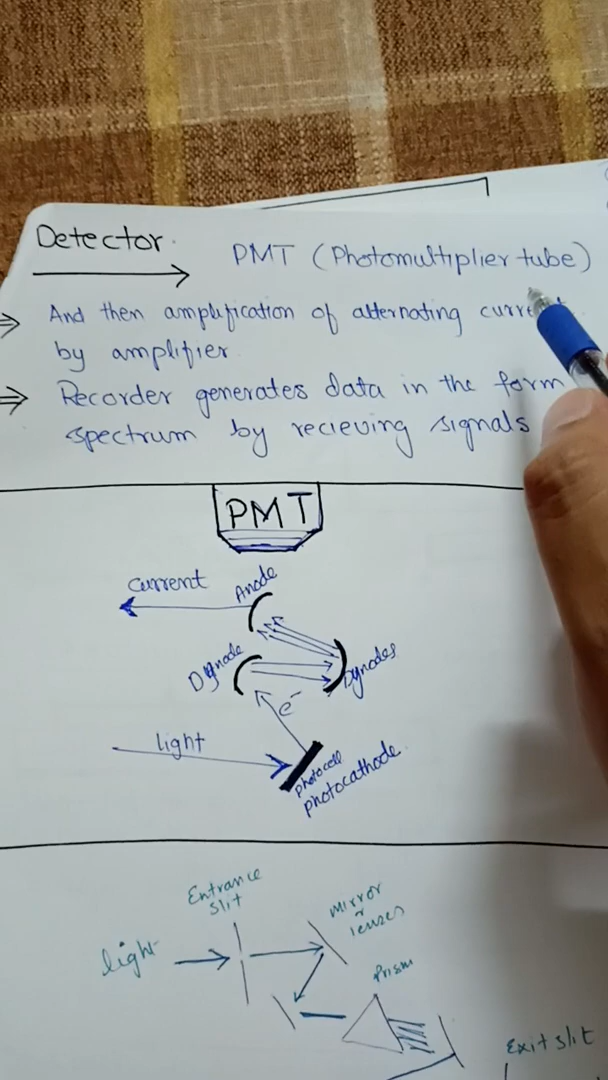 Detector. PMT (Photomultiplier tube)
⇒ And then amplification of alternating current
by amplifier
⇒ Recorder generates data in the form
spectrum by recieving signals
PMT
Current Anode
Dynode Dynodes
e⁻
light
Photocell
photocathode.
Entrance
slit
Mirror
lenses
light
Prism
Exit slit